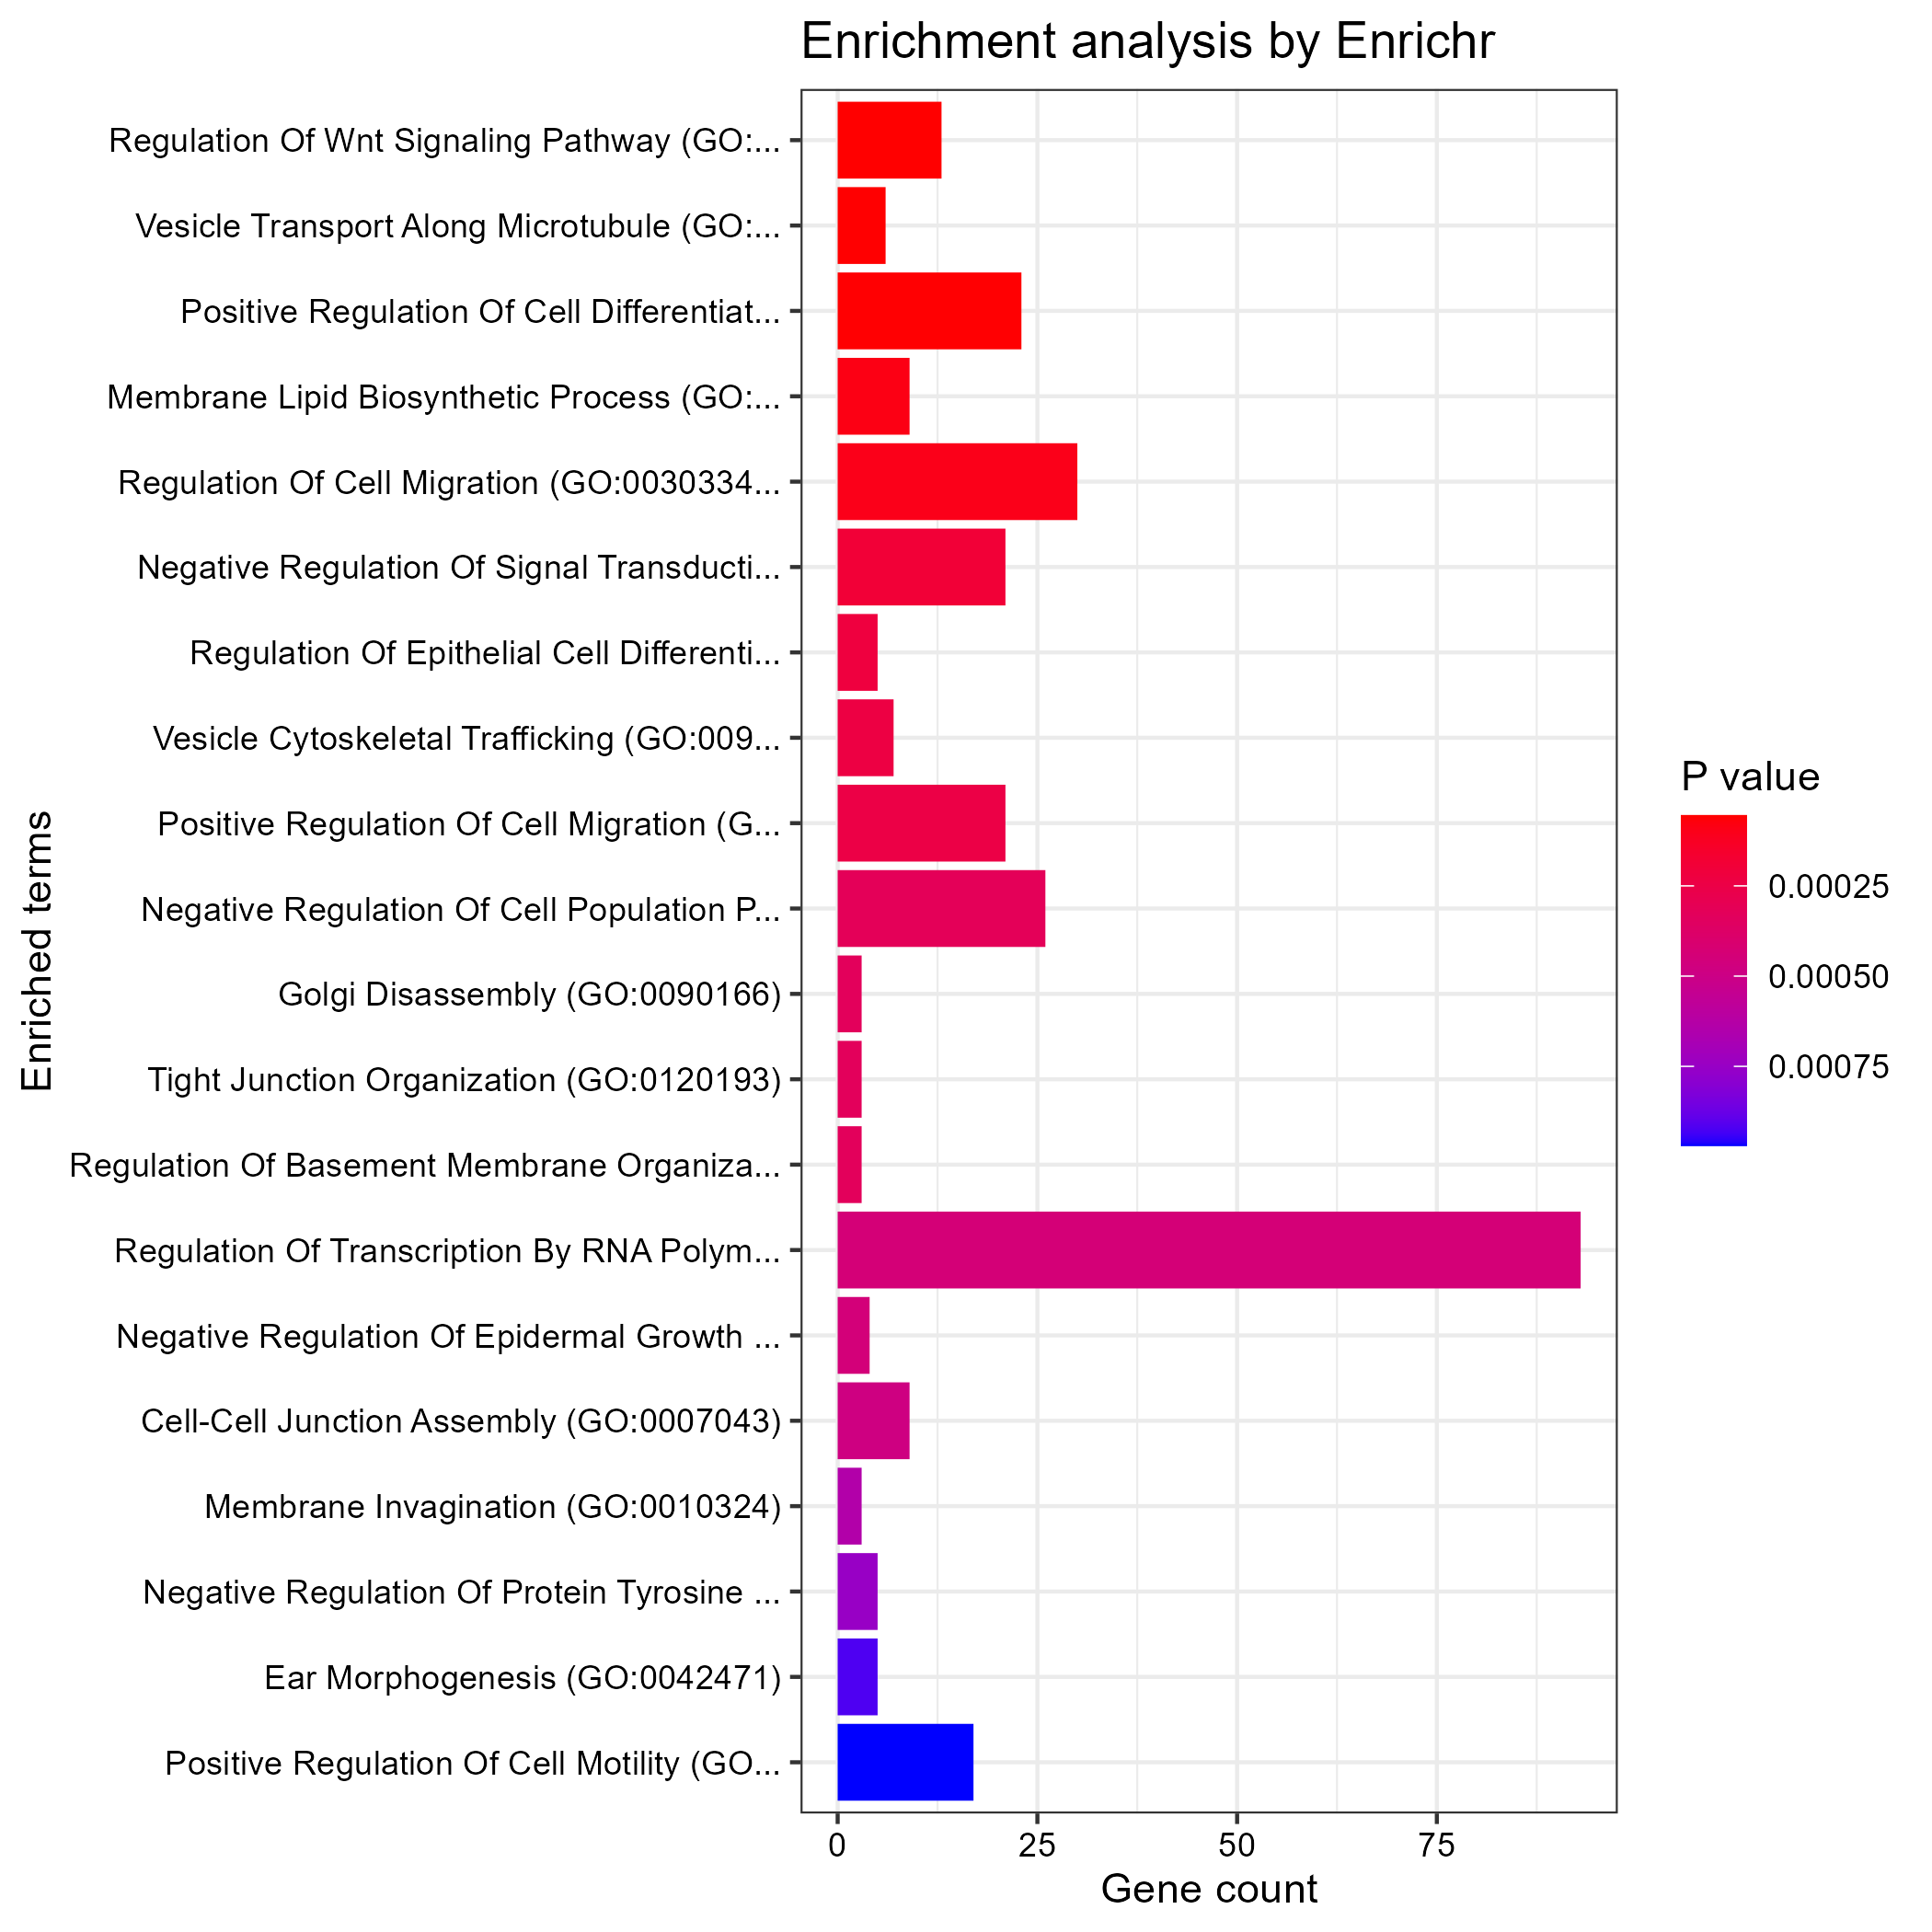 Enrichment analysis by Enrichr
Regulation Of Wnt Signaling Pathway (GO:...
Vesicle Transport Along Microtubule (GO:...
Positive Regulation Of Cell Differentiat...
Membrane Lipid Biosynthetic Process (GO:...
Regulation Of Cell Migration (GO:0030334...
Negative Regulation Of Signal Transducti...
Regulation Of Epithelial Cell Differenti...
Vesicle Cytoskeletal Trafficking (GO:009...
Positive Regulation Of Cell Migration (G...
Negative Regulation Of Cell Population P...
Golgi Disassembly (GO:0090166)
Tight Junction Organization (GO:0120193)
Regulation Of Basement Membrane Organiza...
Regulation Of Transcription By RNA Polym...
Negative Regulation Of Epidermal Growth ...
Cell-Cell Junction Assembly (GO:0007043)
Membrane Invagination (GO:0010324)
Negative Regulation Of Protein Tyrosine ...
Ear Morphogenesis (GO:0042471)
Positive Regulation Of Cell Motility (GO...
Enriched terms
0 25 50 75
Gene count
P value
0.00025
0.00050
0.00075